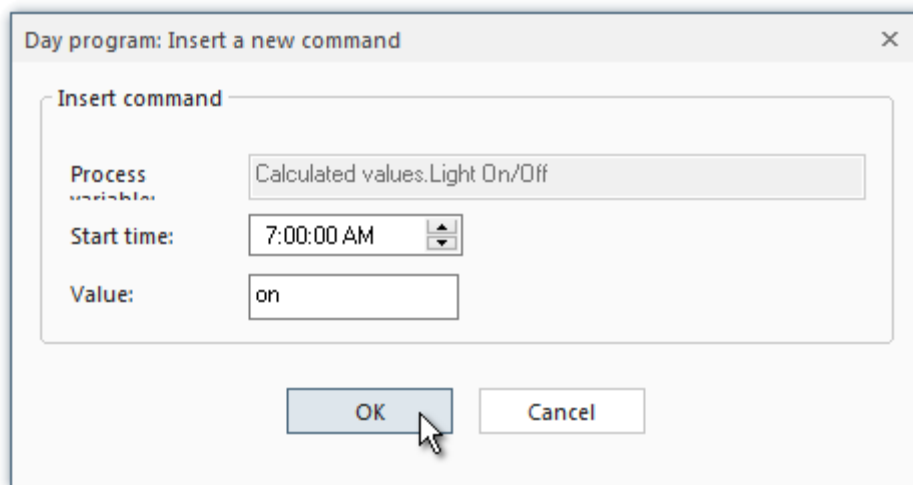 Day program: Insert a new command
Insert command
Process
variable:
Calculated values.Light On/Off
Start time:
7:00:00 AM
Value:
on
OK
Cancel